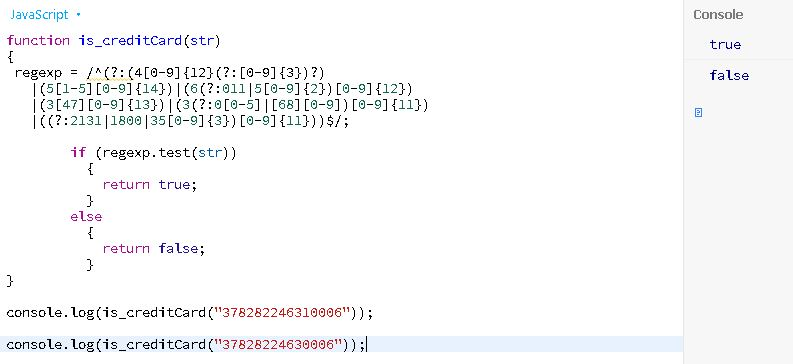 JavaScript
function is_creditCard(str)
{
regexp = /^(?:(4[0-9]{12}(?:[0-9]{3})?)
|(5[1-5][0-9]{14})|(6(?:011|5[0-9]{2})[0-9]{12})
|(3[47][0-9]{13})|(3(?:0[0-5]|[68][0-9])[0-9]{11})
|((?:2131|1800|35[0-9]{3})[0-9]{11}))$/;
if (regexp.test(str))
{
return true;
}
else
{
return false;
}
}
console.log(is_creditCard("378282246310006"));
console.log(is_creditCard("37828224630006"));
Console
true
false